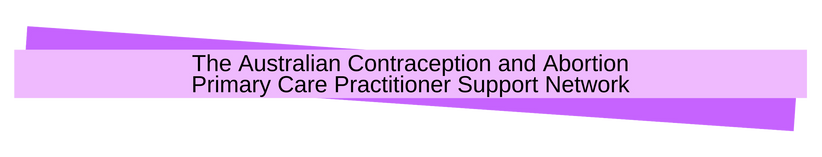 The Australian Contraception and Abortion
Primary Care Practitioner Support Network